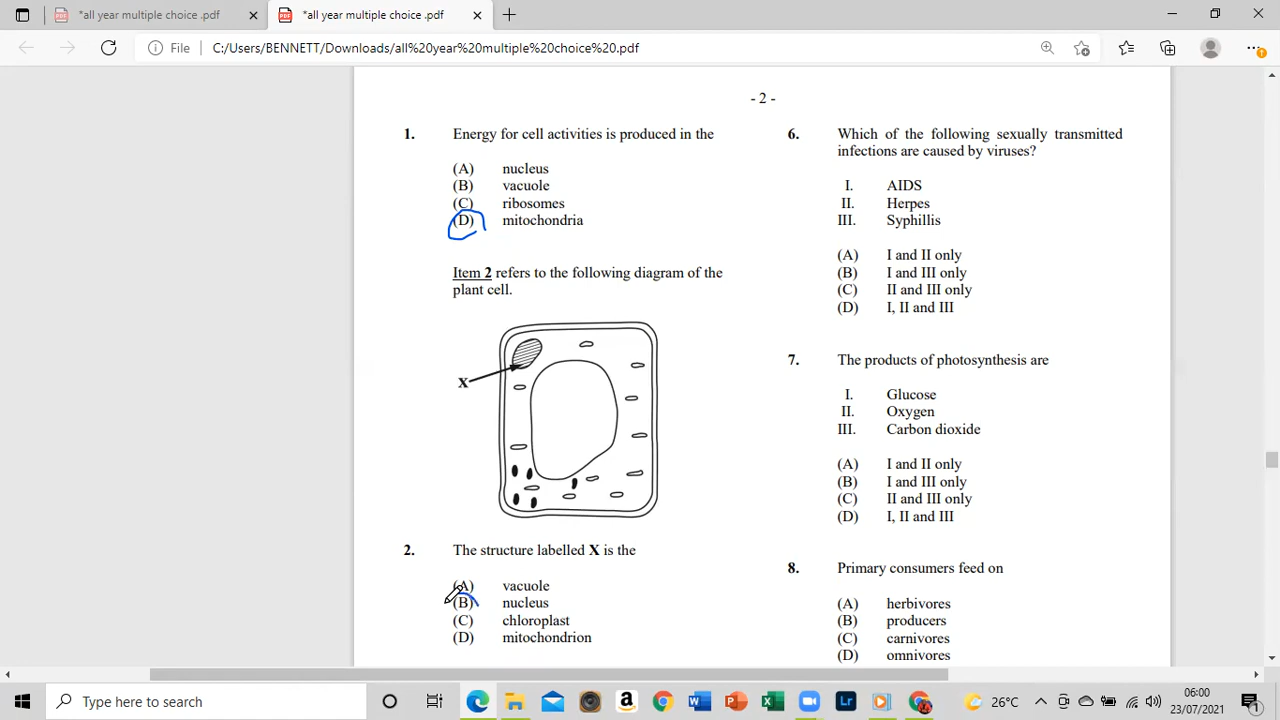 *all year multiple choice .pdf
*all year multiple choice .pdf
File
C:/Users/BENNETT/Downloads/all%20year%20multiple%20choice%20.pdf
- 2 -
1. Energy for cell activities is produced in the
(A) nucleus
(B) vacuole
(C) ribosomes
(D) mitochondria
Item 2 refers to the following diagram of the
plant cell.
X
2. The structure labelled X is the
(A) vacuole
(B) nucleus
(C) chloroplast
(D) mitochondrion
6. Which of the following sexually transmitted
infections are caused by viruses?
I. AIDS
II. Herpes
III. Syphillis
(A) I and II only
(B) I and III only
(C) II and III only
(D) I, II and III
7. The products of photosynthesis are
I. Glucose
II. Oxygen
III. Carbon dioxide
(A) I and II only
(B) I and III only
(C) II and III only
(D) I, II and III
8. Primary consumers feed on
(A) herbivores
(B) producers
(C) carnivores
(D) omnivores
Type here to search
26°C
06:00
23/07/2021